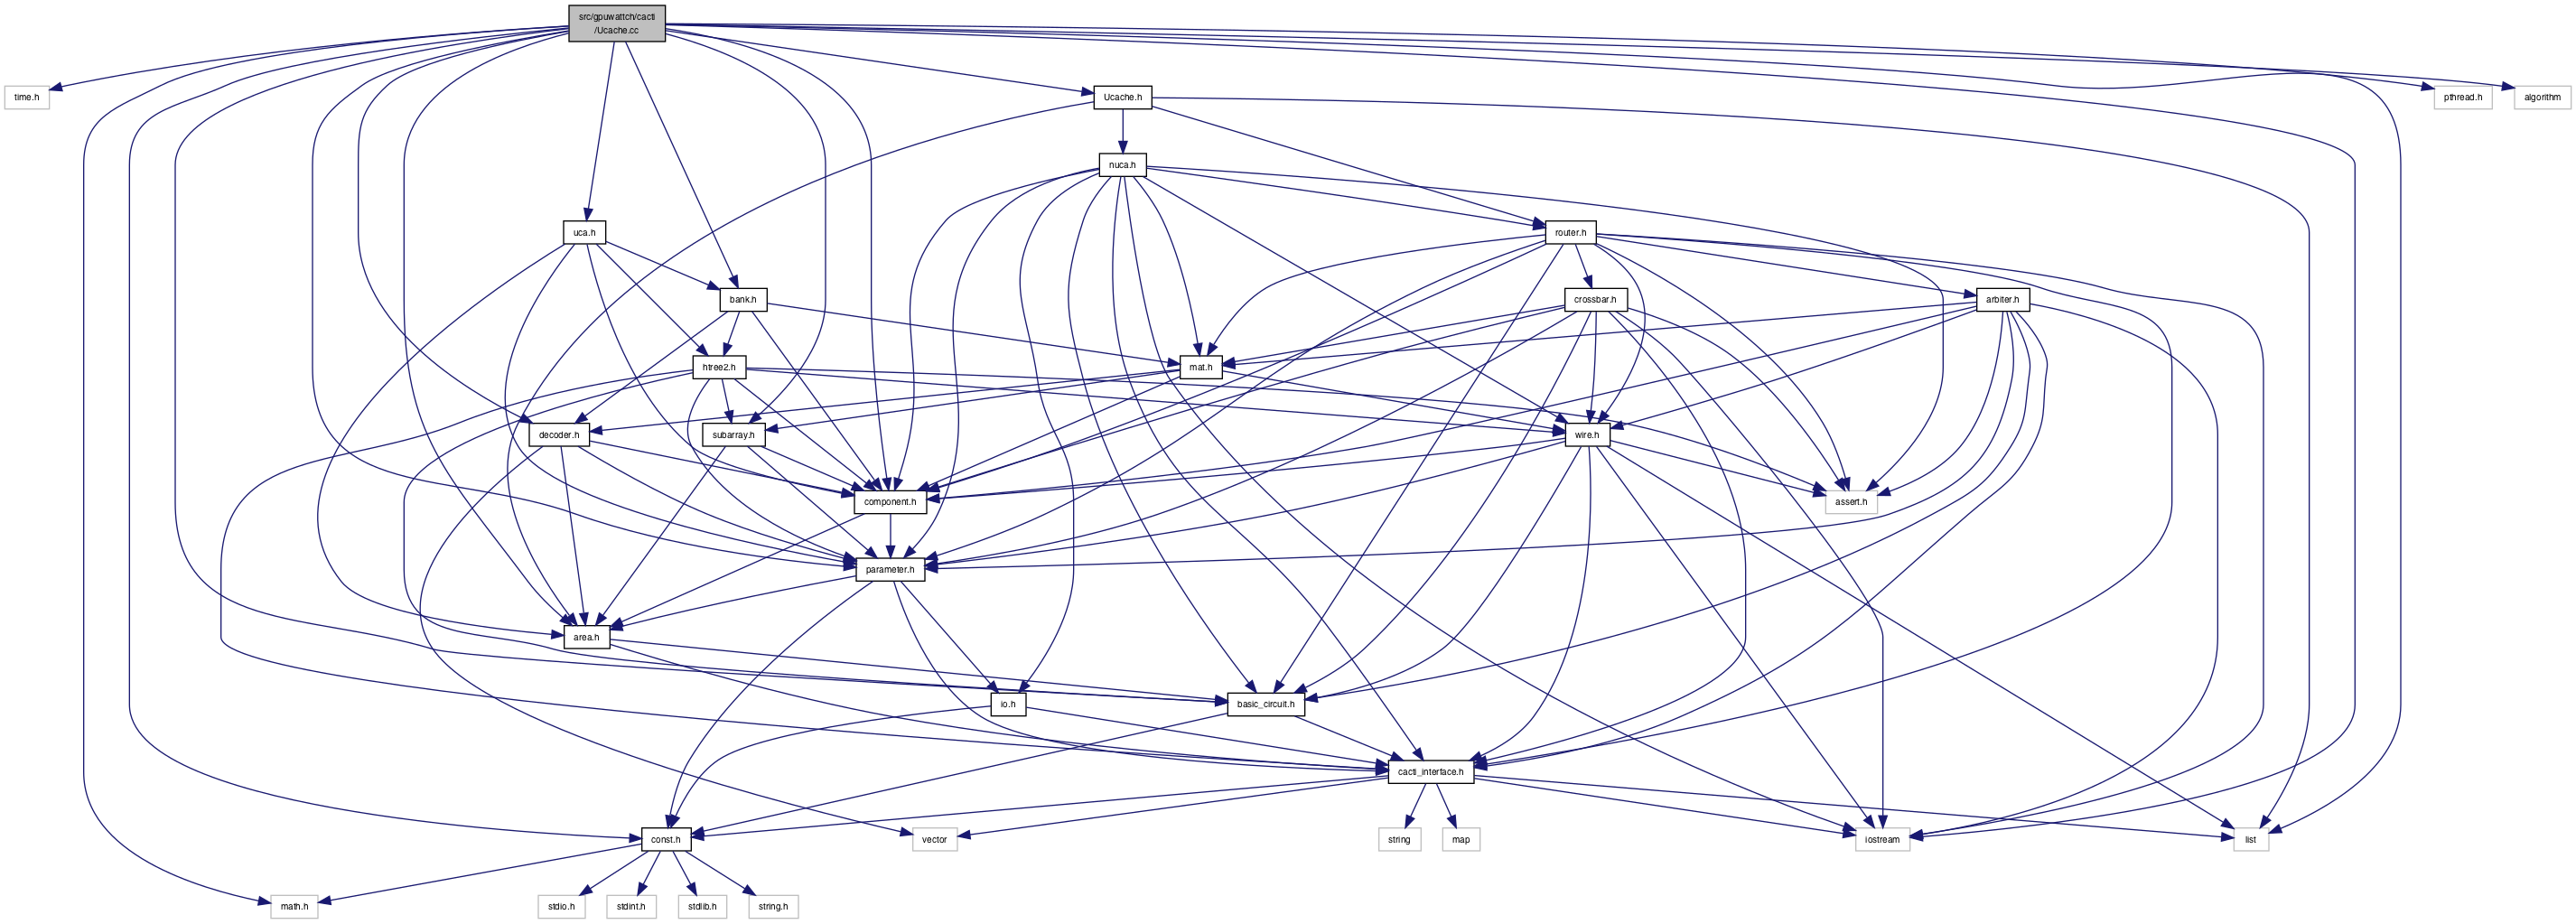 src/gpuwattch/cacti
/Ucache.cc
time.h
Ucache.h
pthread.h
algorithm
nuca.h
uca.h
router.h
bank.h
crossbar.h
arbiter.h
htree2.h
mat.h
decoder.h
subarray.h
wire.h
component.h
assert.h
parameter.h
area.h
io.h
basic_circuit.h
cacti_interface.h
const.h
vector
string
map
iostream
list
math.h
stdio.h
stdint.h
stdlib.h
string.h